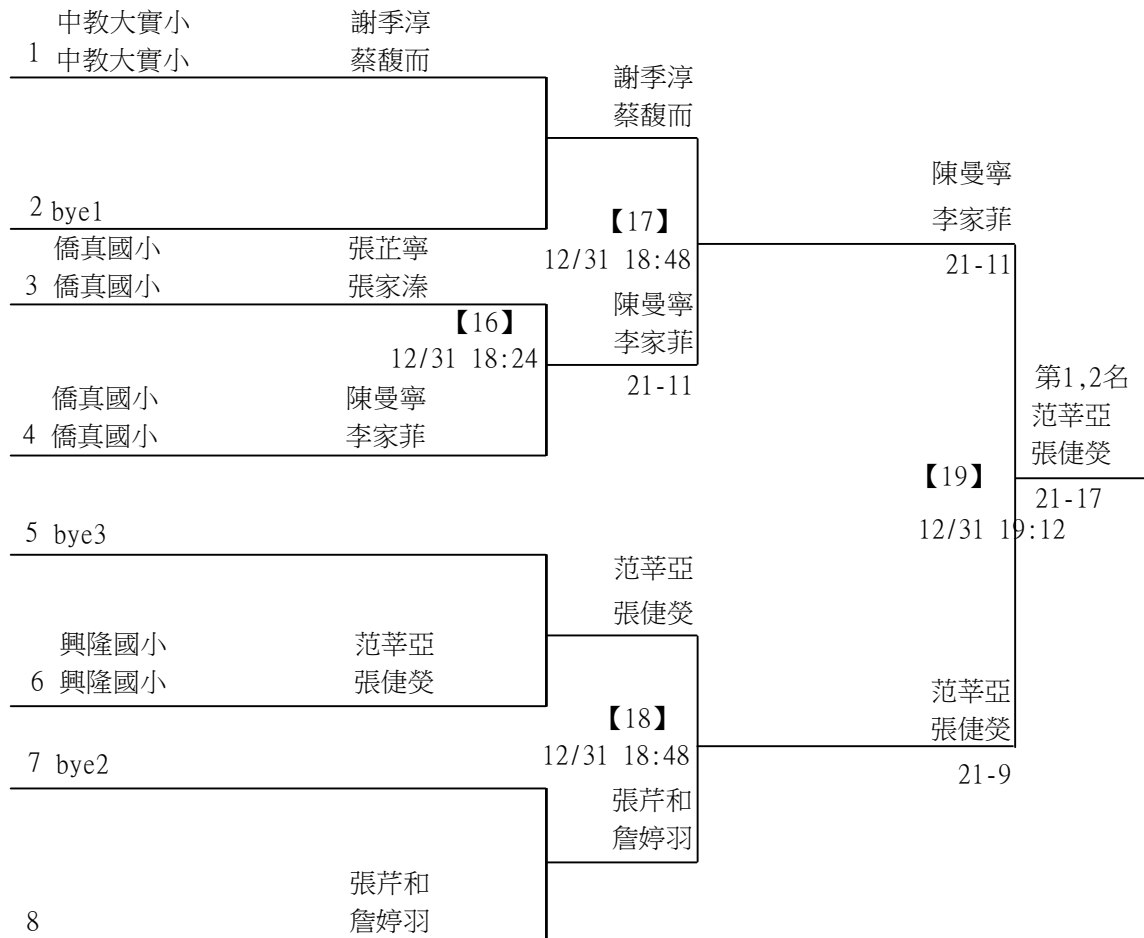 中教大實小 謝季淳
1 中教大實小 蔡馥而
謝季淳
蔡馥而
陳曼寧
2 bye1
【17】
李家菲
僑真國小 張芷寧
12/31 18:48
21-11
3 僑真國小 張家溱
陳曼寧
【16】
李家菲
12/31 18:24
21-11
第1,2名
僑真國小 陳曼寧
范莘亞
4 僑真國小 李家菲
張倢熒
【19】
21-17
5 bye3
12/31 19:12
范莘亞
張倢熒
興隆國小 范莘亞
6 興隆國小 張倢熒
范莘亞
【18】
張倢熒
12/31 18:48
7 bye2
21-9
張芹和
詹婷羽
張芹和
8 詹婷羽